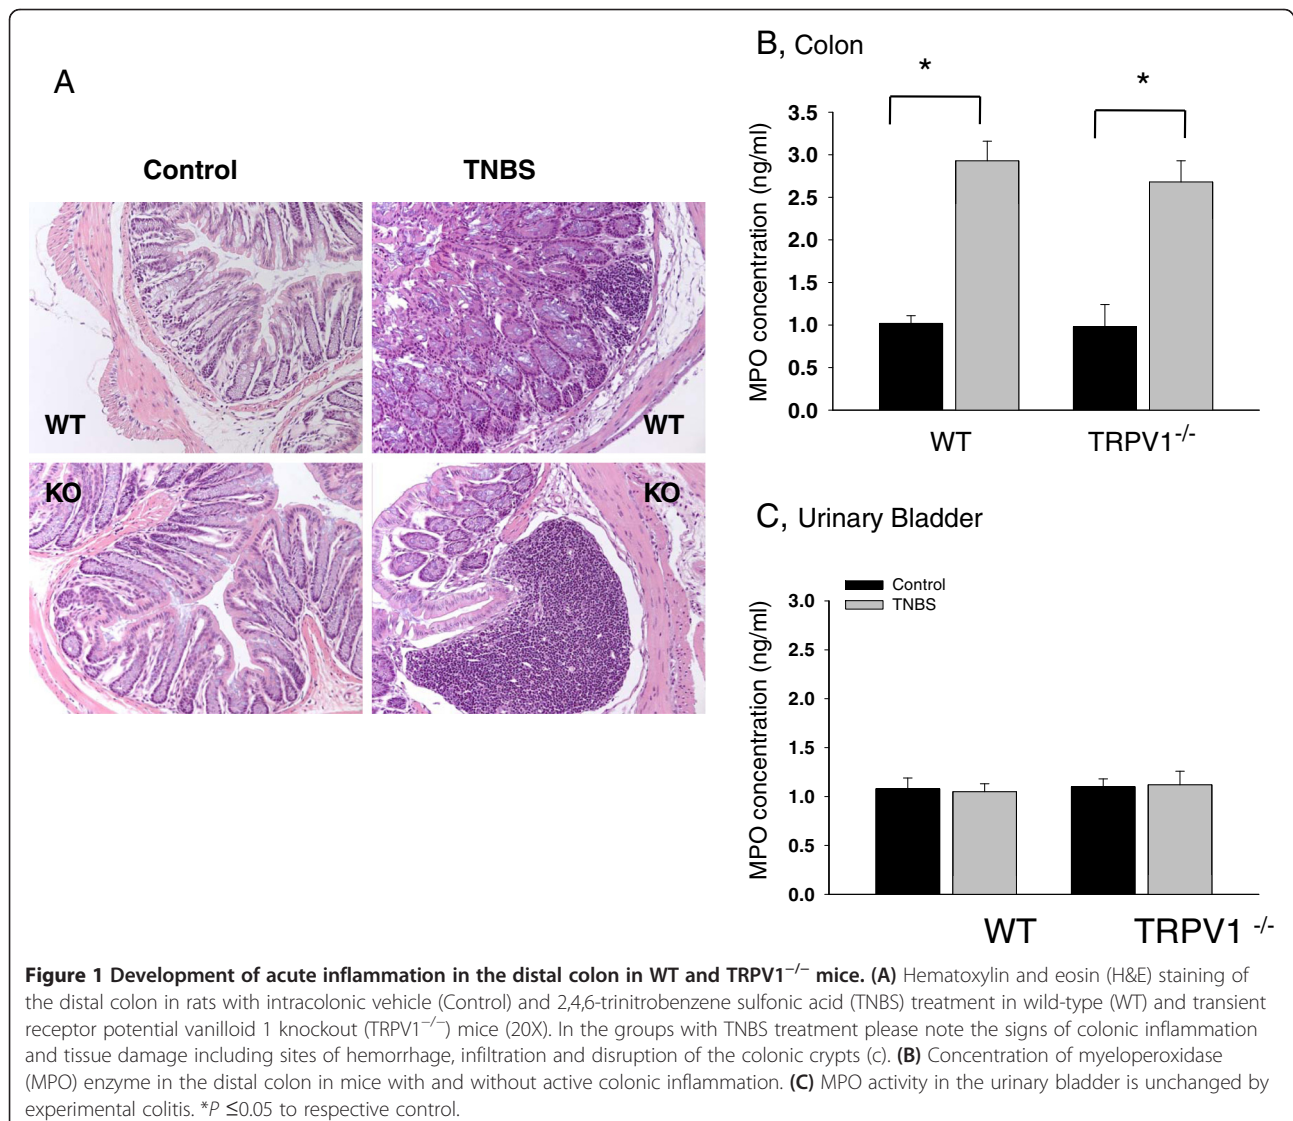 A
Control
TNBS
WT
WT
KO
KO
B, Colon
*
*
MPO concentration (ng/ml)
3.5
3.0
2.5
2.0
1.5
1.0
0.5
0.0
WT
TRPV1-/-
C, Urinary Bladder
Control
TNBS
MPO concentration (ng/ml)
3.0
2.5
2.0
1.5
1.0
0.5
0.0
WT
TRPV1 -/-
Figure 1 Development of acute inflammation in the distal colon in WT and TRPV1−/− mice. (A) Hematoxylin and eosin (H&E) staining of
the distal colon in rats with intracolonic vehicle (Control) and 2,4,6-trinitrobenzene sulfonic acid (TNBS) treatment in wild-type (WT) and transient
receptor potential vanilloid 1 knockout (TRPV1−/−) mice (20X). In the groups with TNBS treatment please note the signs of colonic inflammation
and tissue damage including sites of hemorrhage, infiltration and disruption of the colonic crypts (c). (B) Concentration of myeloperoxidase
(MPO) enzyme in the distal colon in mice with and without active colonic inflammation. (C) MPO activity in the urinary bladder is unchanged by
experimental colitis. *P ≤0.05 to respective control.